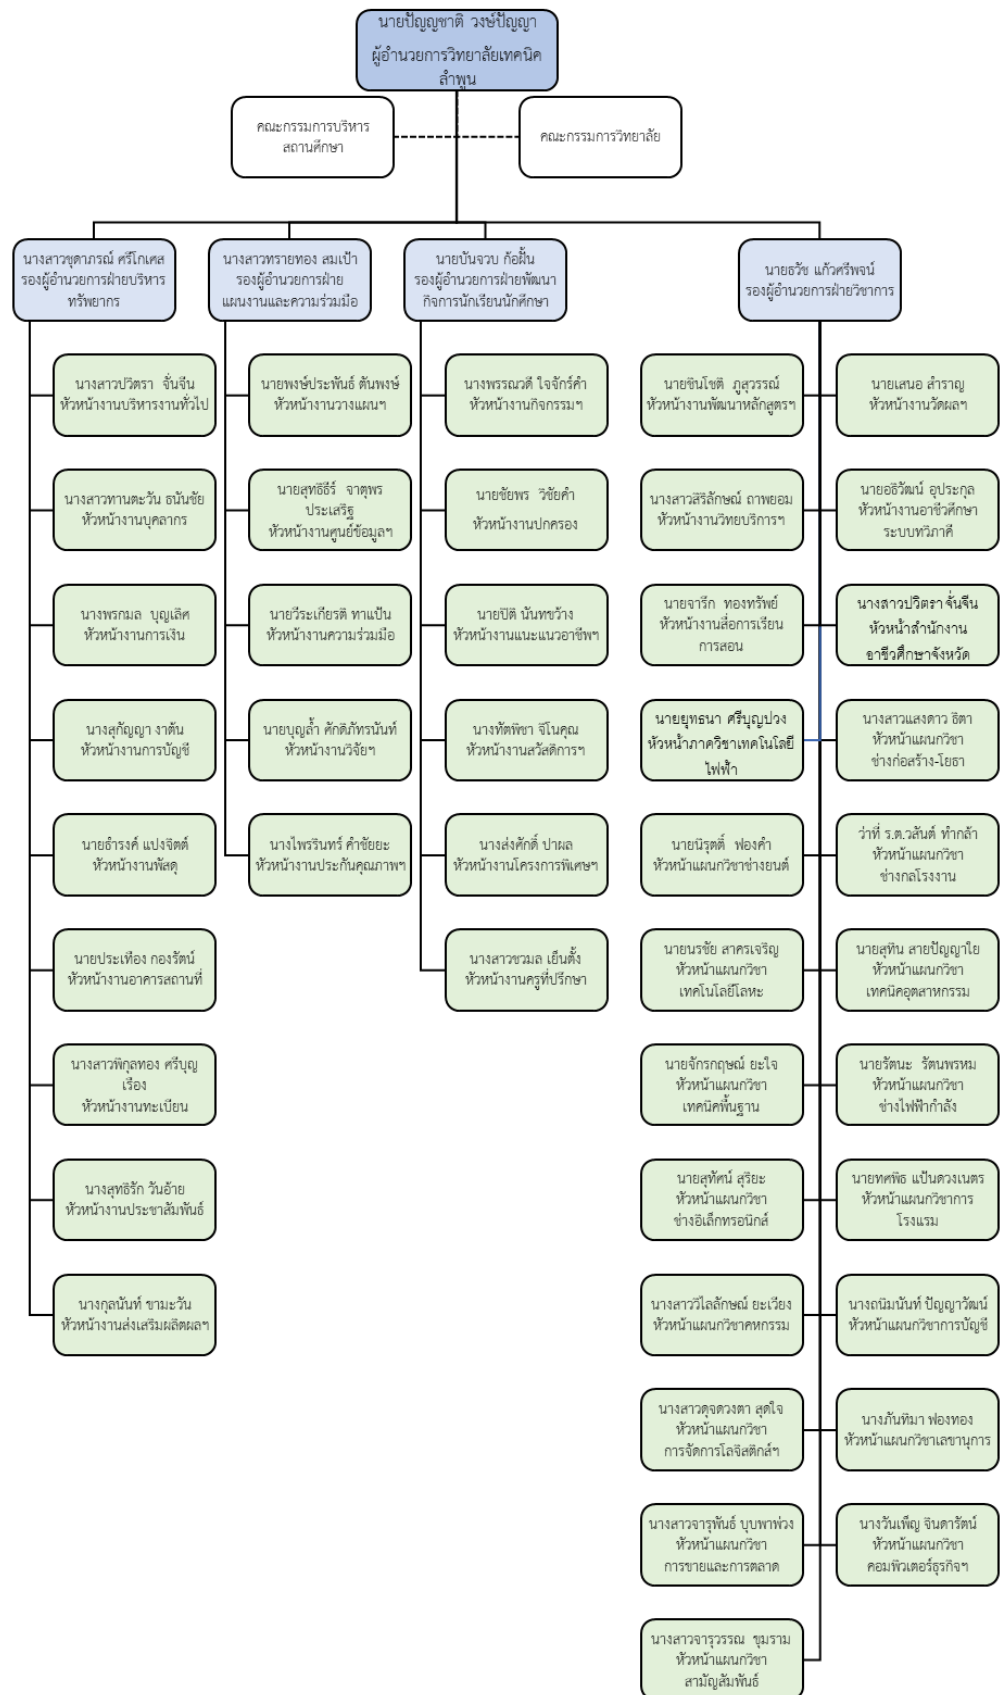 นายปัญญชาติ วงษ์ปัญญา
ผู้อำนวยการวิทยาลัยเทคนิค
ลำพูน
คณะกรรมการบริหาร
สถานศึกษา
คณะกรรมการวิทยาลัย
นางสาวชุดาภรณ์ ศรีโกเศส
รองผู้อำนวยการฝ่ายบริหาร
ทรัพยากร
นางสาวทรายทอง สมเป้า
รองผู้อำนวยการฝ่าย
แผนงานและความร่วมมือ
นายบันจวบ ก้อฝั้น
รองผู้อำนวยการฝ่ายพัฒนา
กิจการนักเรียนนักศึกษา
นายธวัช แก้วศรีพจน์
รองผู้อำนวยการฝ่ายวิชาการ
นางสาวปวิตรา จั่นจีน
หัวหน้างานบริหารงานทั่วไป
นางสาวทานตะวัน ธนันชัย
หัวหน้างานบุคลากร
นางพรกมล บุญเลิศ
หัวหน้างานการเงิน
นางสุกัญญา งาตัน
หัวหน้างานการบัญชี
นายธำรงค์ แปงจิตต์
หัวหน้างานพัสดุ
นายประเทือง กองรัตน์
หัวหน้างานอาคารสถานที่
นางสาวพิกุลทอง ศรีบุญ
เรือง
หัวหน้างานทะเบียน
นางสุทธิรัก วันอ้าย
หัวหน้างานประชาสัมพันธ์
นางกุลนันท์ ขามะวัน
หัวหน้างานส่งเสริมผลิตผลฯ
นายพงษ์ประพันธ์ ตันพงษ์
หัวหน้างานวางแผนฯ
นายสุทธิธีร์ จาตุพร
ประเสริฐ
หัวหน้างานศูนย์ข้อมูลฯ
นายวีระเกียรติ ทาแป้น
หัวหน้างานความร่วมมือ
นายบุญล้ำ ศักดิภัทรนันท์
หัวหน้างานวิจัยฯ
นางไพรรินทร์ คำชัยยะ
หัวหน้างานประกันคุณภาพฯ
นางพรรณวดี ใจจักร์คำ
หัวหน้างานกิจกรรมฯ
นายชัยพร วิชัยคำ
หัวหน้างานปกครอง
นายปิติ นันทขว้าง
หัวหน้างานแนะแนวอาชีพฯ
นางทัตพิชา จิโนคุณ
หัวหน้างานสวัสดิการฯ
นางส่งศักดิ์ ปาผล
หัวหน้างานโครงการพิเศษฯ
นางสาวชวมล เย็นตั้ง
หัวหน้างานครูที่ปรึกษา
นายชินโชติ ภูสุวรรณ์
หัวหน้างานพัฒนาหลักสูตรฯ
นายเสนอ สำราญ
หัวหน้างานวัดผลฯ
นางสาวสิริลักษณ์ ถาพยอม
หัวหน้างานวิทยบริการฯ
นายอธิวัฒน์ อุประกุล
หัวหน้างานอาชีวศึกษา
ระบบทวิภาคี
นายจารึก ทองทรัพย์
หัวหน้างานสื่อการเรียน
การสอน
นางสาวปวิตรา จั่นจีน
หัวหน้าสำนักงาน
อาชีวศึกษาจังหวัด
นายยุทธนา ศรีบุญปวง
หัวหน้าภาควิชาเทคโนโลยี
ไฟฟ้า
นางสาวแสงดาว ธิตา
หัวหน้าแผนกวิชา
ช่างก่อสร้าง-โยธา
นายนิรุตติ์ ฟองคำ
หัวหน้าแผนกวิชาช่างยนต์
ว่าที่ ร.ต.วสันต์ ทำกล้า
หัวหน้าแผนกวิชา
ช่างกลโรงงาน
นายนรชัย สาครเจริญ
หัวหน้าแผนกวิชา
เทคโนโลยีโลหะ
นายสุทิน สายปัญญาใย
หัวหน้าแผนกวิชา
เทคนิคอุตสาหกรรม
นายจักรกฤษณ์ ยะใจ
หัวหน้าแผนกวิชา
เทคนิคพื้นฐาน
นายรัตนะ รัตนพรหม
หัวหน้าแผนกวิชา
ช่างไฟฟ้ากำลัง
นายสุทัศน์ สุริยะ
หัวหน้าแผนกวิชา
ช่างอิเล็กทรอนิกส์
นายทศพิธ แป้นดวงเนตร
หัวหน้าแผนกวิชาการ
โรงแรม
นางสาววิไลลักษณ์ ยะเวียง
หัวหน้าแผนกวิชาคหกรรม
นางถนิมนันท์ ปัญญาวัฒน์
หัวหน้าแผนกวิชาการบัญชี
นางสาวดุจดวงตา สุดใจ
หัวหน้าแผนกวิชา
การจัดการโลจิสติกส์ฯ
นางภันทิมา ฟองทอง
หัวหน้าแผนกวิชาเลขานุการ
นางสาวจารุพันธ์ บุบพาพ่วง
หัวหน้าแผนกวิชา
การขายและการตลาด
นางวันเพ็ญ จินดารัตน์
หัวหน้าแผนกวิชา
คอมพิวเตอร์ธุรกิจฯ
นางสาวจารุวรรณ ชุมราม
หัวหน้าแผนกวิชา
สามัญสัมพันธ์